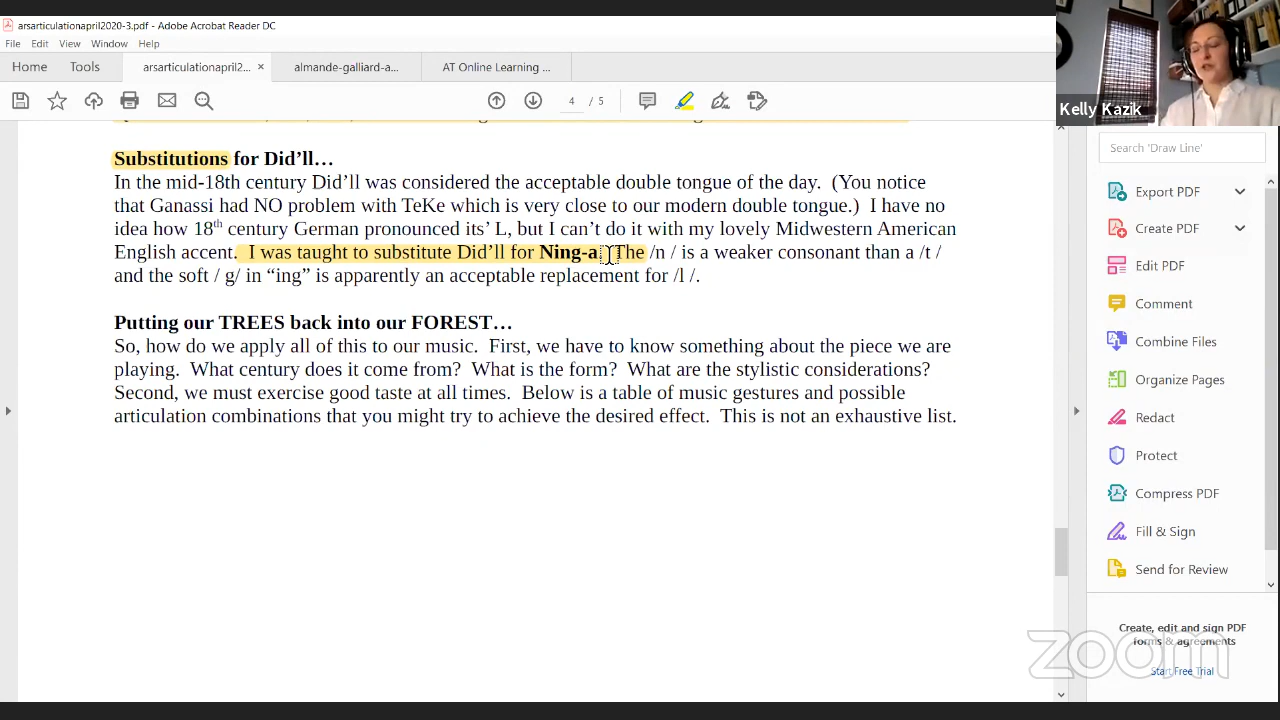 arsarticulationapril2020-3.pdf - Adobe Acrobat Reader DC
File Edit View Window Help
Home Tools arsarticulationapril2... × almande-galliard-a... AT Online Learning ...
4 / 5
Kelly Kazik
Substitutions for Did’ll…
In the mid-18th century Did’ll was considered the acceptable double tongue of the day. (You notice
that Ganassi had NO problem with TeKe which is very close to our modern double tongue.) I have no
idea how 18th century German pronounced its’ L, but I can’t do it with my lovely Midwestern American
English accent. I was taught to substitute Did’ll for Ning-a. The /n / is a weaker consonant than a /t /
and the soft / g/ in “ing” is apparently an acceptable replacement for /l /.
Putting our TREES back into our FOREST…
So, how do we apply all of this to our music. First, we have to know something about the piece we are
playing. What century does it come from? What is the form? What are the stylistic considerations?
Second, we must exercise good taste at all times. Below is a table of music gestures and possible
articulation combinations that you might try to achieve the desired effect. This is not an exhaustive list.
Search 'Draw Line'
Export PDF
Create PDF
Edit PDF
Comment
Combine Files
Organize Pages
Redact
Protect
Compress PDF
Fill & Sign
Send for Review
Create, edit and sign PDF
forms & agreements
Start Free Trial
zoom